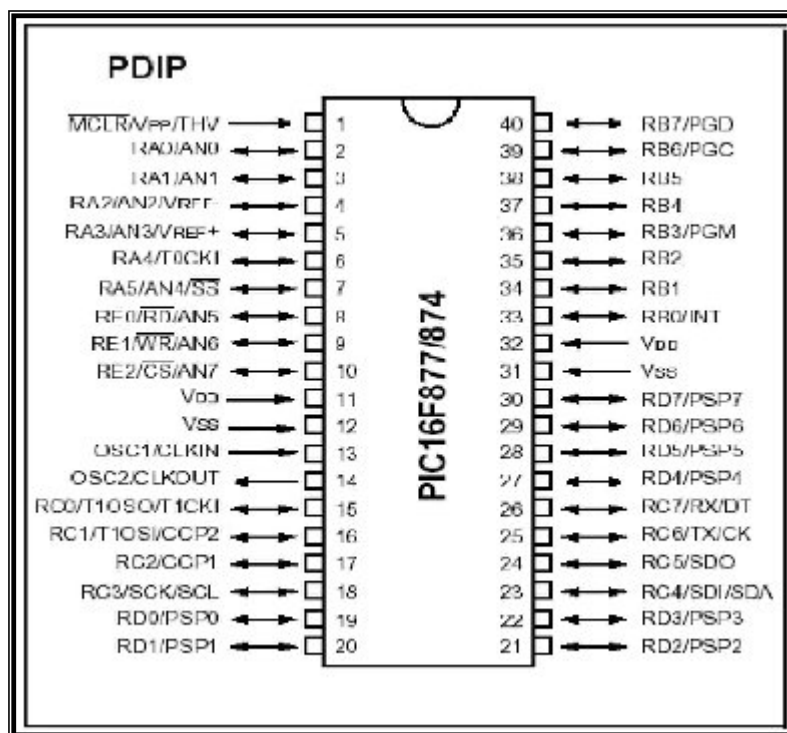 PDIP
MCLR/VPP/THV 1 40 RB7/PGD
RA0/AN0 2 39 RB6/PGC
RA1/AN1 3 38 RB5
RA2/AN2/VREF- 4 37 RB4
RA3/AN3/VREF+ 5 36 RB3/PGM
RA4/T0CKI 6 35 RB2
RA5/AN4/SS 7 34 RB1
RE0/RD/AN5 8 33 RB0/INT
RE1/WR/AN6 9 32 VDD
RE2/CS/AN7 10 31 VSS
VDD 11 30 RD7/PSP7
VSS 12 29 RD6/PSP6
OSC1/CLKIN 13 28 RD5/PSP5
OSC2/CLKOUT 14 27 RD4/PSP4
RC0/T1OSO/T1CKI 15 26 RC7/RX/DT
RC1/T1OSI/CCP2 16 25 RC6/TX/CK
RC2/CCP1 17 24 RC5/SDO
RC3/SCK/SCL 18 23 RC4/SDI/SDA
RD0/PSP0 19 22 RD3/PSP3
RD1/PSP1 20 21 RD2/PSP2
PIC16F877/874